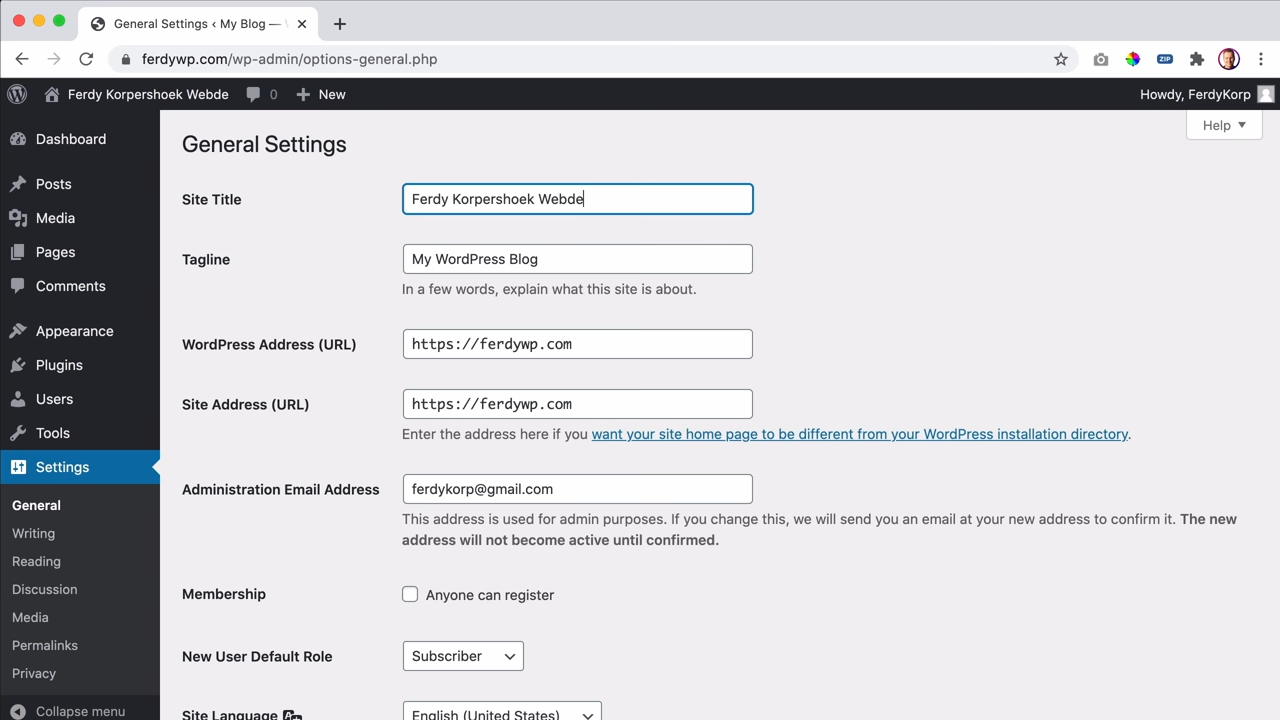 General Settings ‹ My Blog —
ferdywp.com/wp-admin/options-general.php
ZIP
Ferdy Korpershoek Webde
0
New
Howdy, FerdyKorp
Help
Dashboard
Posts
Media
Pages
Comments
Appearance
Plugins
Users
Tools
Settings
General
Writing
Reading
Discussion
Media
Permalinks
Privacy
Collapse menu
General Settings
Site Title
Ferdy Korpershoek Webde
Tagline
My WordPress Blog
In a few words, explain what this site is about.
WordPress Address (URL)
https://ferdywp.com
Site Address (URL)
https://ferdywp.com
Enter the address here if you want your site home page to be different from your WordPress installation directory.
Administration Email Address
ferdykorp@gmail.com
This address is used for admin purposes. If you change this, we will send you an email at your new address to confirm it. The new
address will not become active until confirmed.
Membership
Anyone can register
New User Default Role
Subscriber
Site Language
English (United States)